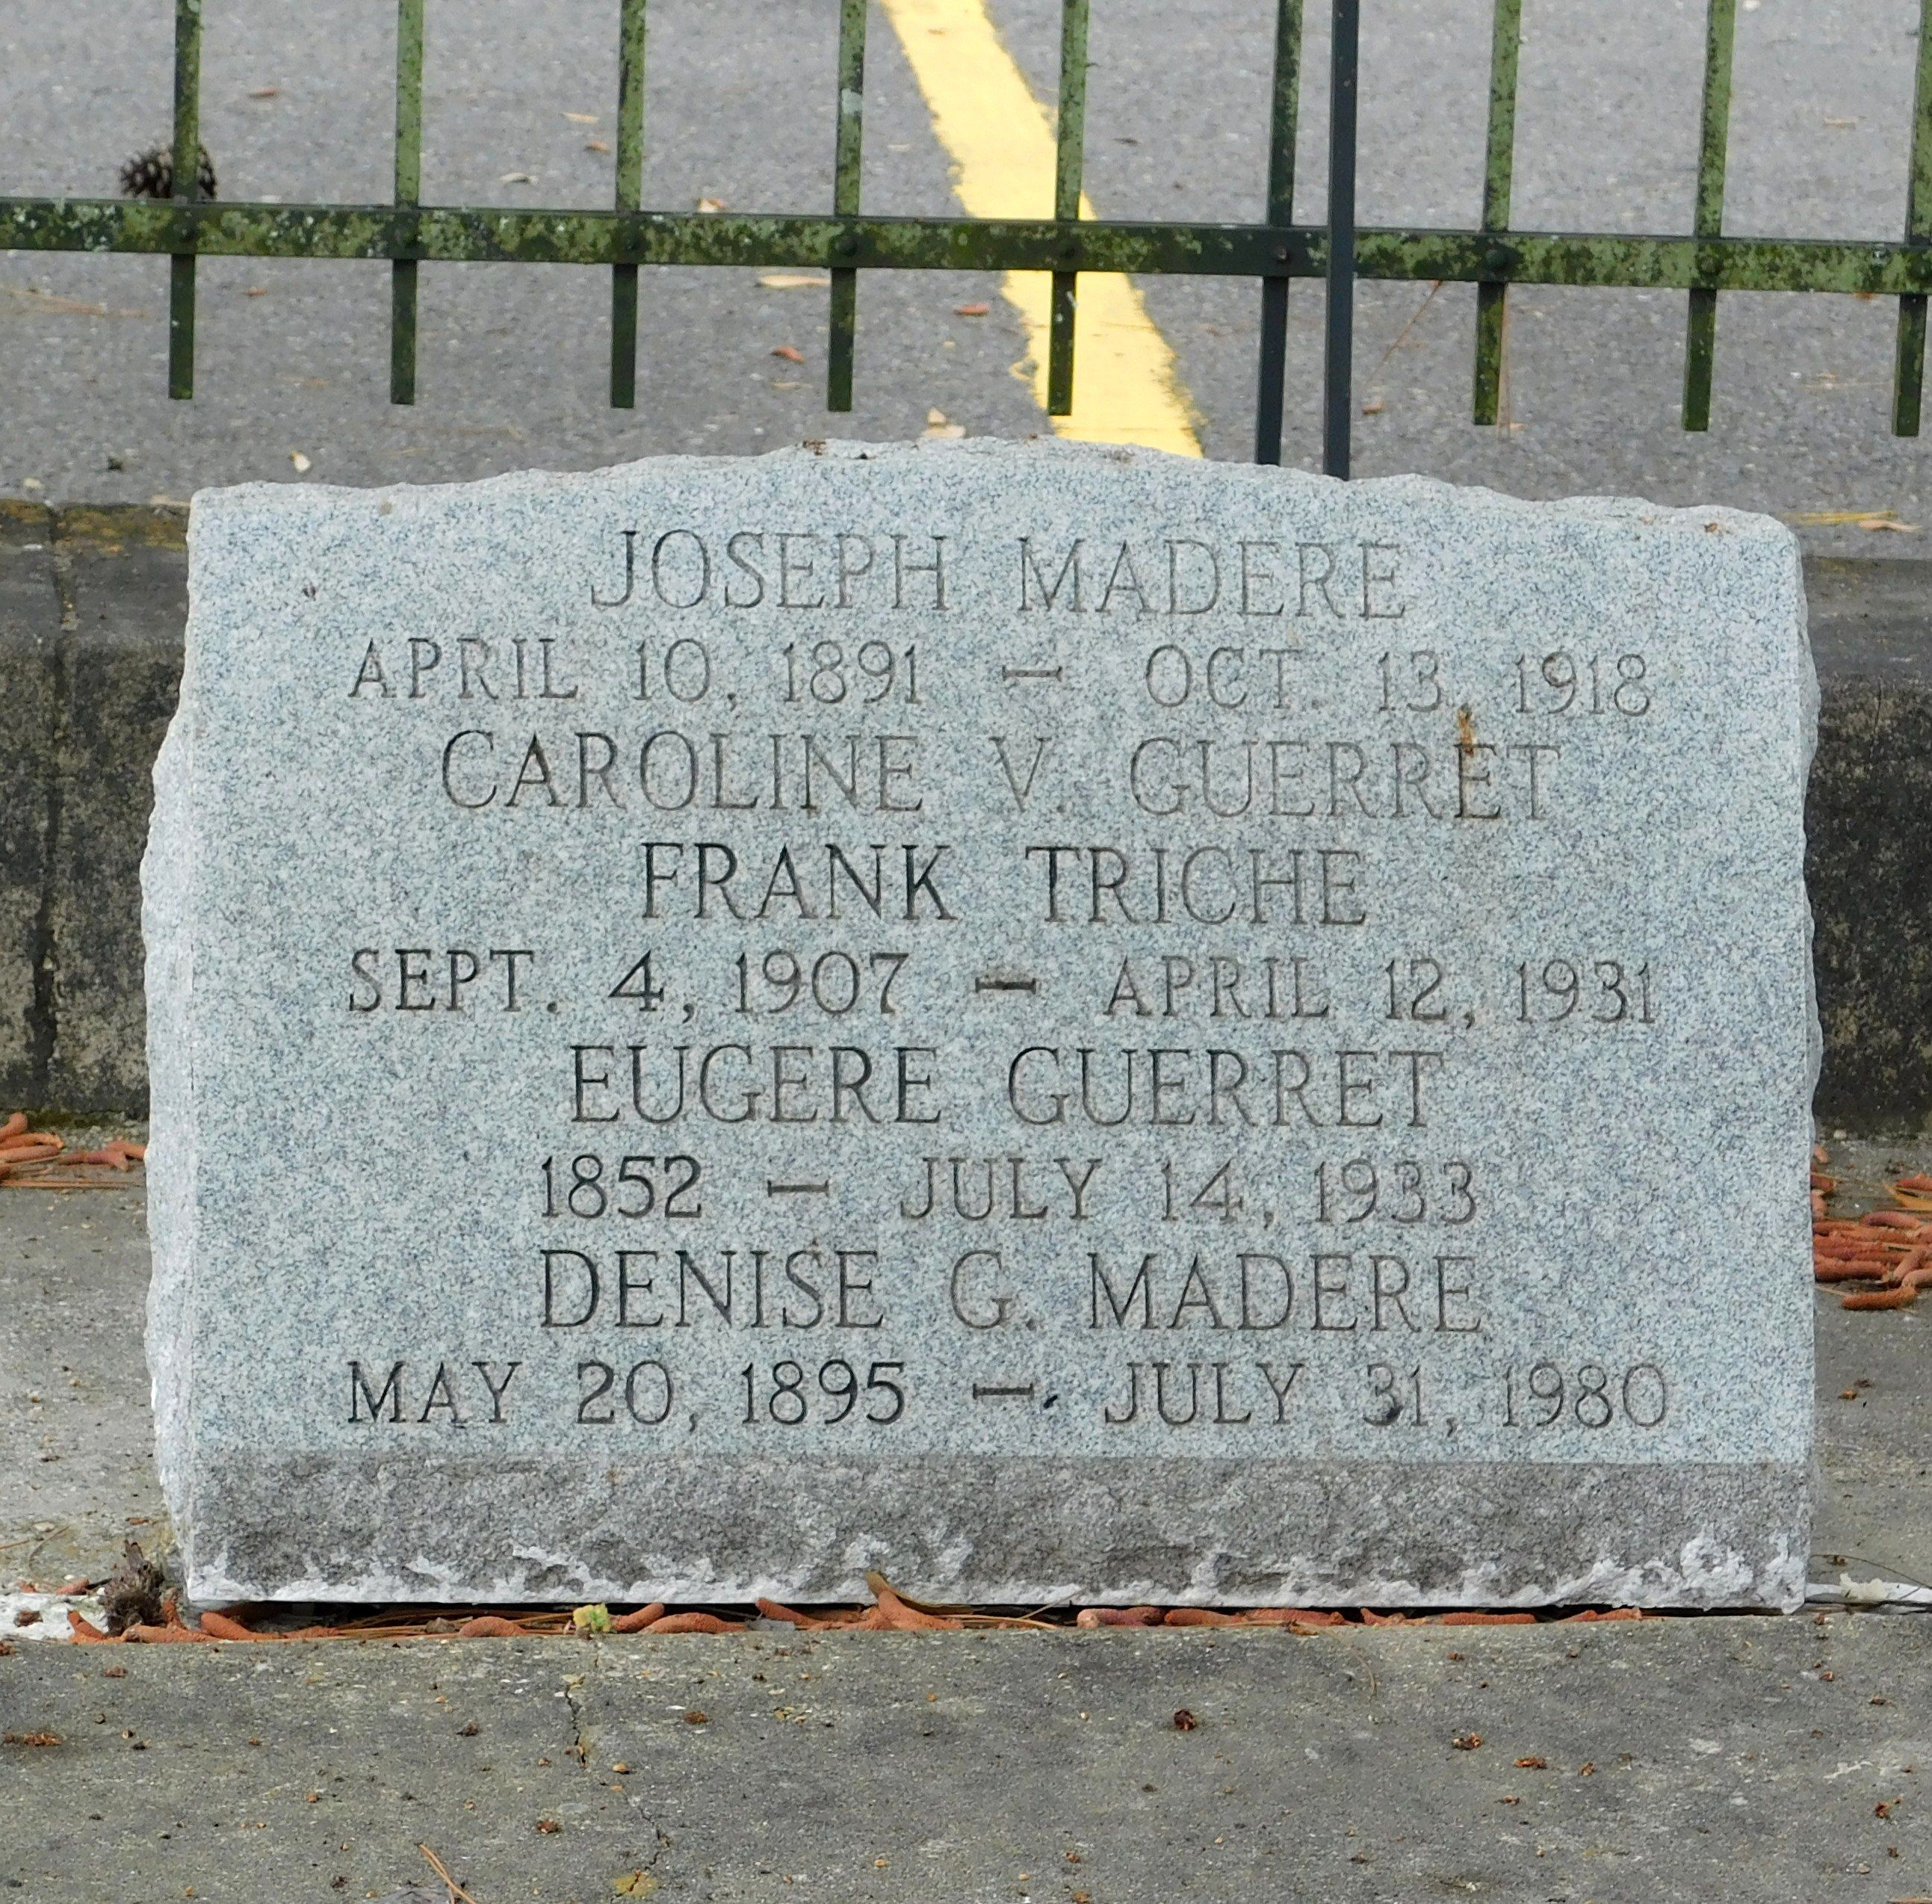 JOSEPH MADERE
APRIL 10, 1891 – OCT. 13, 1918
CAROLINE V. GUERRET
FRANK TRICHE
SEPT. 4, 1907 – APRIL 12, 1931
EUGERE GUERRET
1852 – JULY 14, 1933
DENISE G. MADERE
MAY 20, 1895 – JULY 31, 1980